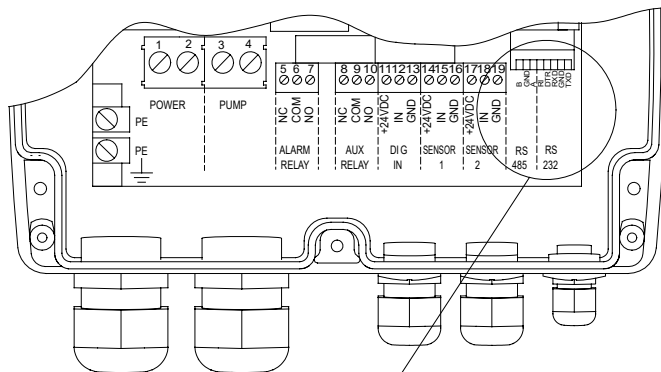 1 2 3 4
5 6 7 8 9 10 11 12 13 14 15 16 17 18 19
B GND A RI DTR RXD GND TXD
POWER PUMP
NC COM NO NC COM NO +24VDC IN GND +24VDC IN GND +24VDC IN GND
PE
PE
ALARM AUX DIG SENSOR SENSOR RS RS
RELAY RELAY IN 1 2 485 232